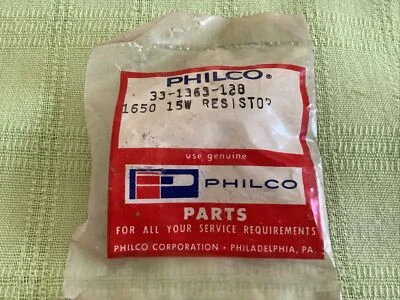 PHILCO®
33-1363-128
1650 15W RESISTOR
use genuine
PHILCO
PARTS
FOR ALL YOUR SERVICE REQUIREMENTS
PHILCO CORPORATION • PHILADELPHIA, PA.